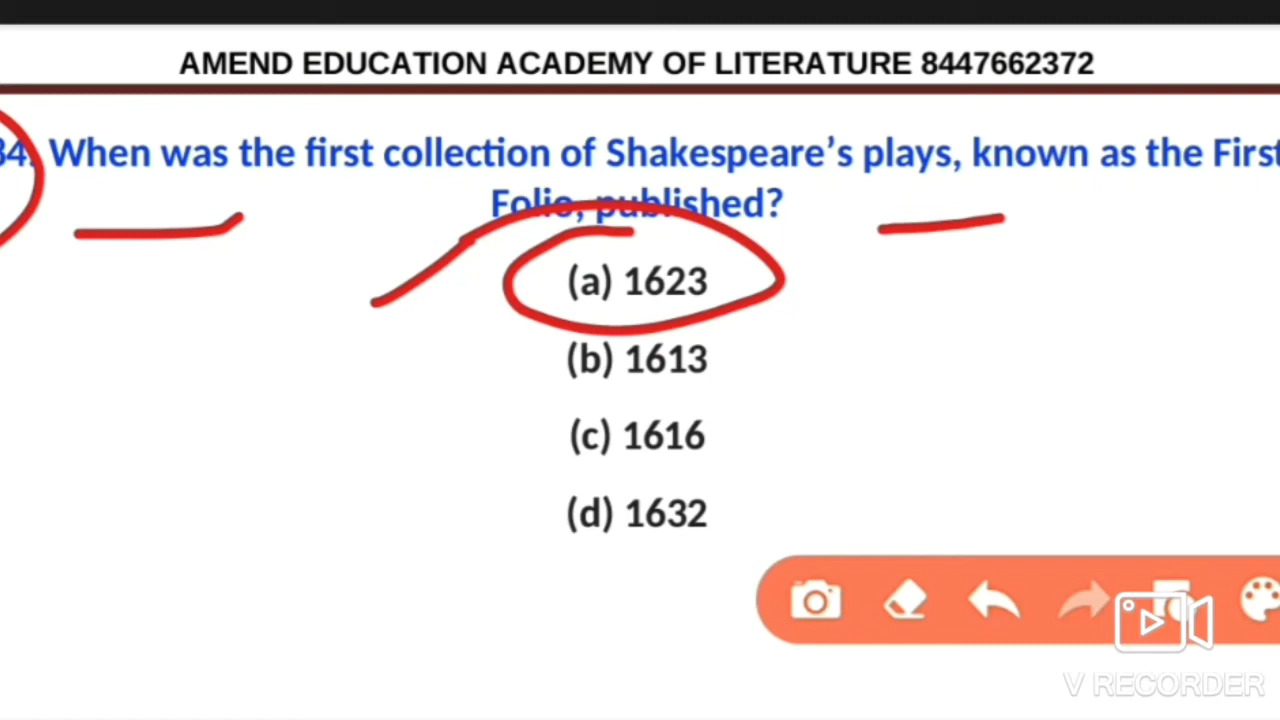 AMEND EDUCATION ACADEMY OF LITERATURE 8447662372
34. When was the first collection of Shakespeare’s plays, known as the First
Folio, published?
(a) 1623
(b) 1613
(c) 1616
(d) 1632
V RECORDER